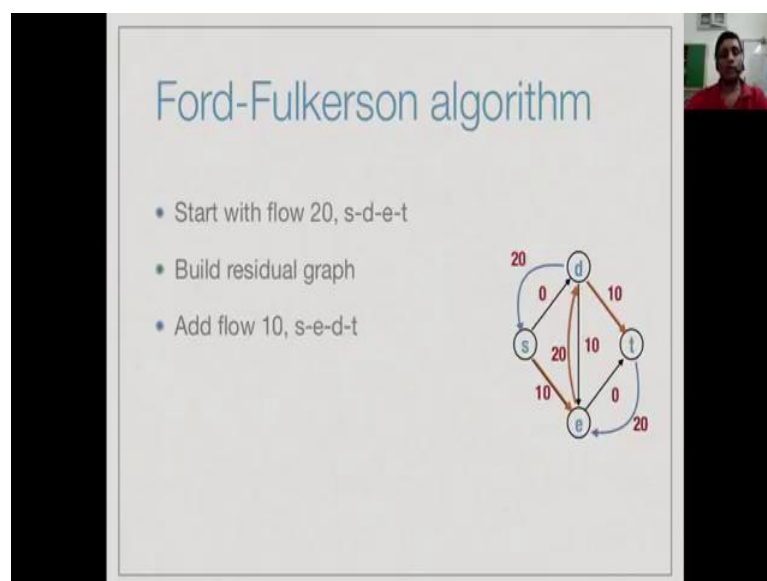 Ford-Fulkerson algorithm
• Start with flow 20, s-d-e-t
• Build residual graph
• Add flow 10, s-e-d-t
20
d
0
10
s
20
10
t
10
0
e
20